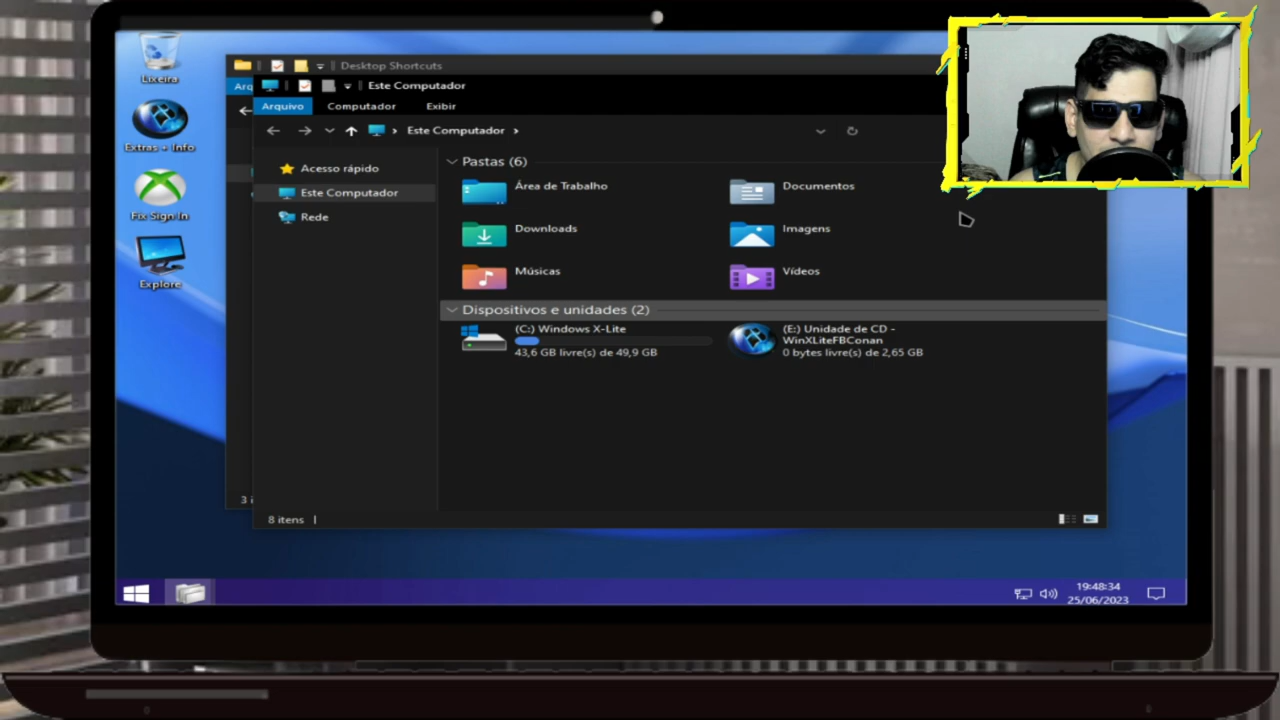 Lixeira
Extras + Info
Fix Sign In
Explore
Desktop Shortcuts
Arq
Este Computador
Arquivo
Computador
Exibir
Este Computador
Acesso rápido
Este Computador
Rede
Pastas (6)
Área de Trabalho
Documentos
Downloads
Imagens
Músicas
Vídeos
Dispositivos e unidades (2)
(C:) Windows X-Lite
43,6 GB livre(s) de 49,9 GB
(E:) Unidade de CD -
WinXLiteFBConan
0 bytes livre(s) de 2,65 GB
3 i
8 itens
19:48:34
25/06/2023